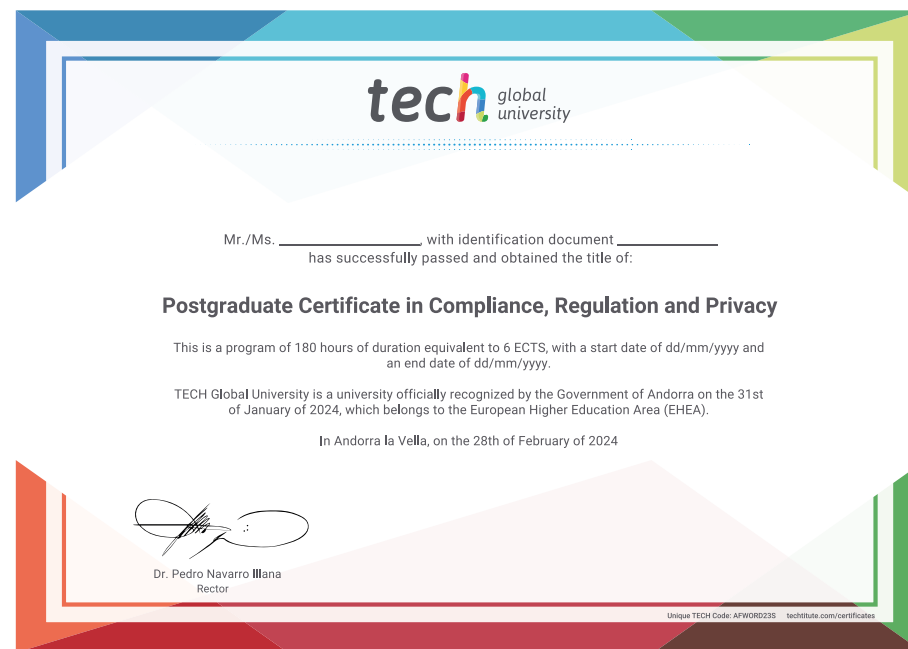 tech global
university
Mr./Ms. ____________, with identification document ____________
has successfully passed and obtained the title of:
Postgraduate Certificate in Compliance, Regulation and Privacy
This is a program of 180 hours of duration equivalent to 6 ECTS, with a start date of dd/mm/yyyy and
an end date of dd/mm/yyyy.
TECH Global University is a university officially recognized by the Government of Andorra on the 31st
of January of 2024, which belongs to the European Higher Education Area (EHEA).
In Andorra la Vella, on the 28th of February of 2024
Dr. Pedro Navarro Illana
Rector
Unique TECH Code: AFWORD23S techtitute.com/certificates